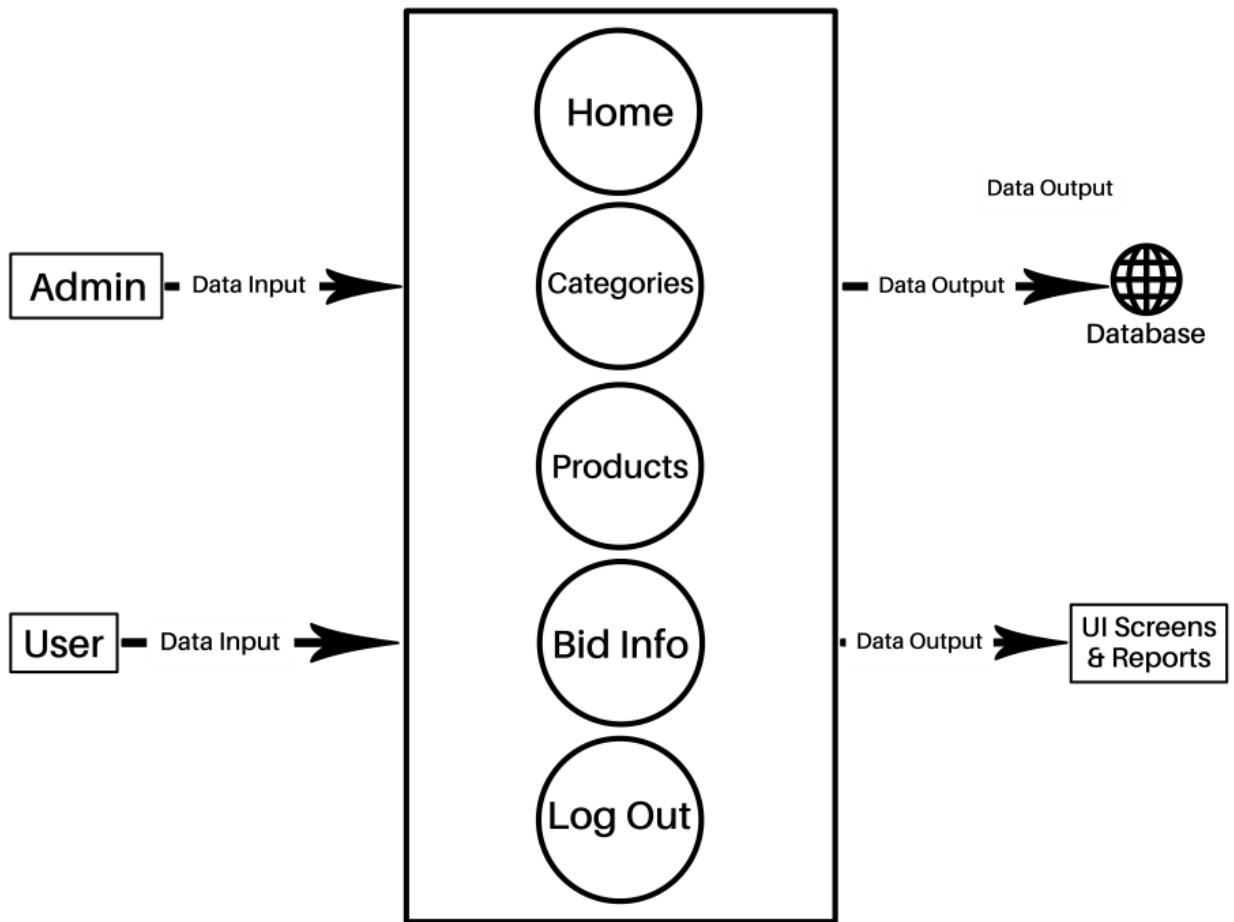 Home
Data Output
Admin
Data Input
Categories
Data Output
Database
Products
User
Data Input
Bid Info
Data Output
UI Screens
& Reports
Log Out